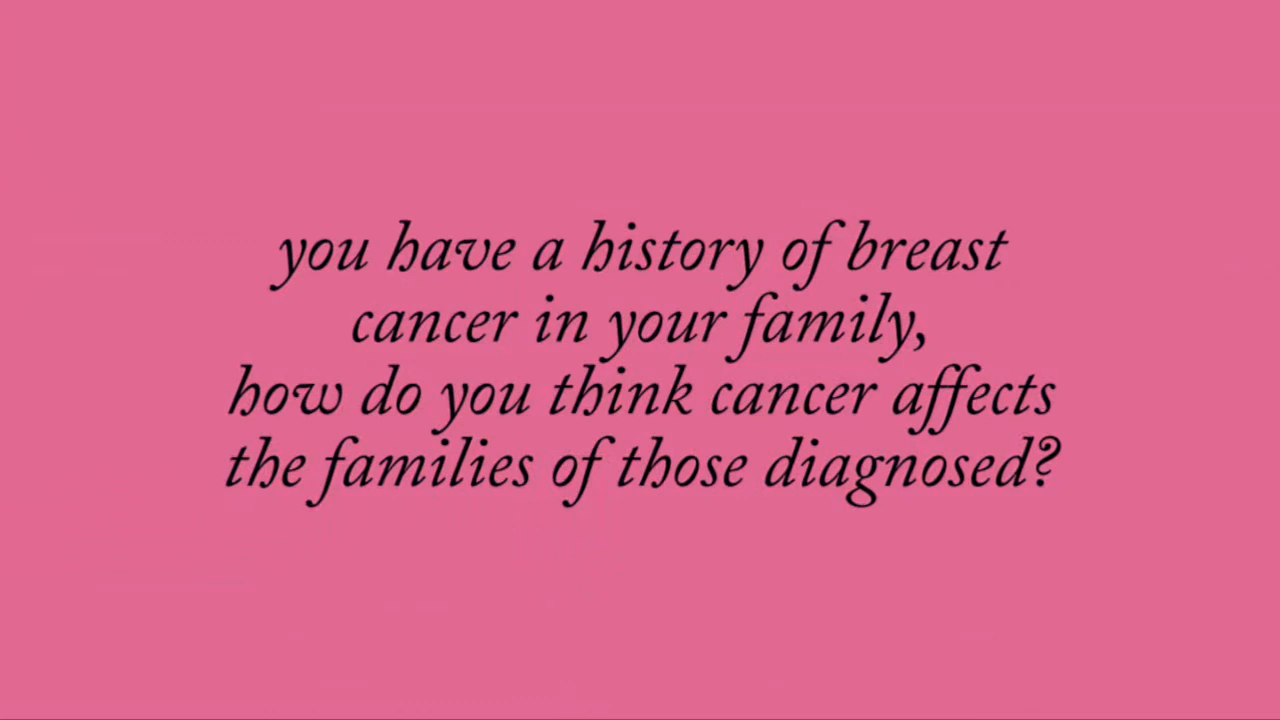 you have a history of breast
cancer in your family,
how do you think cancer affects
the families of those diagnosed?